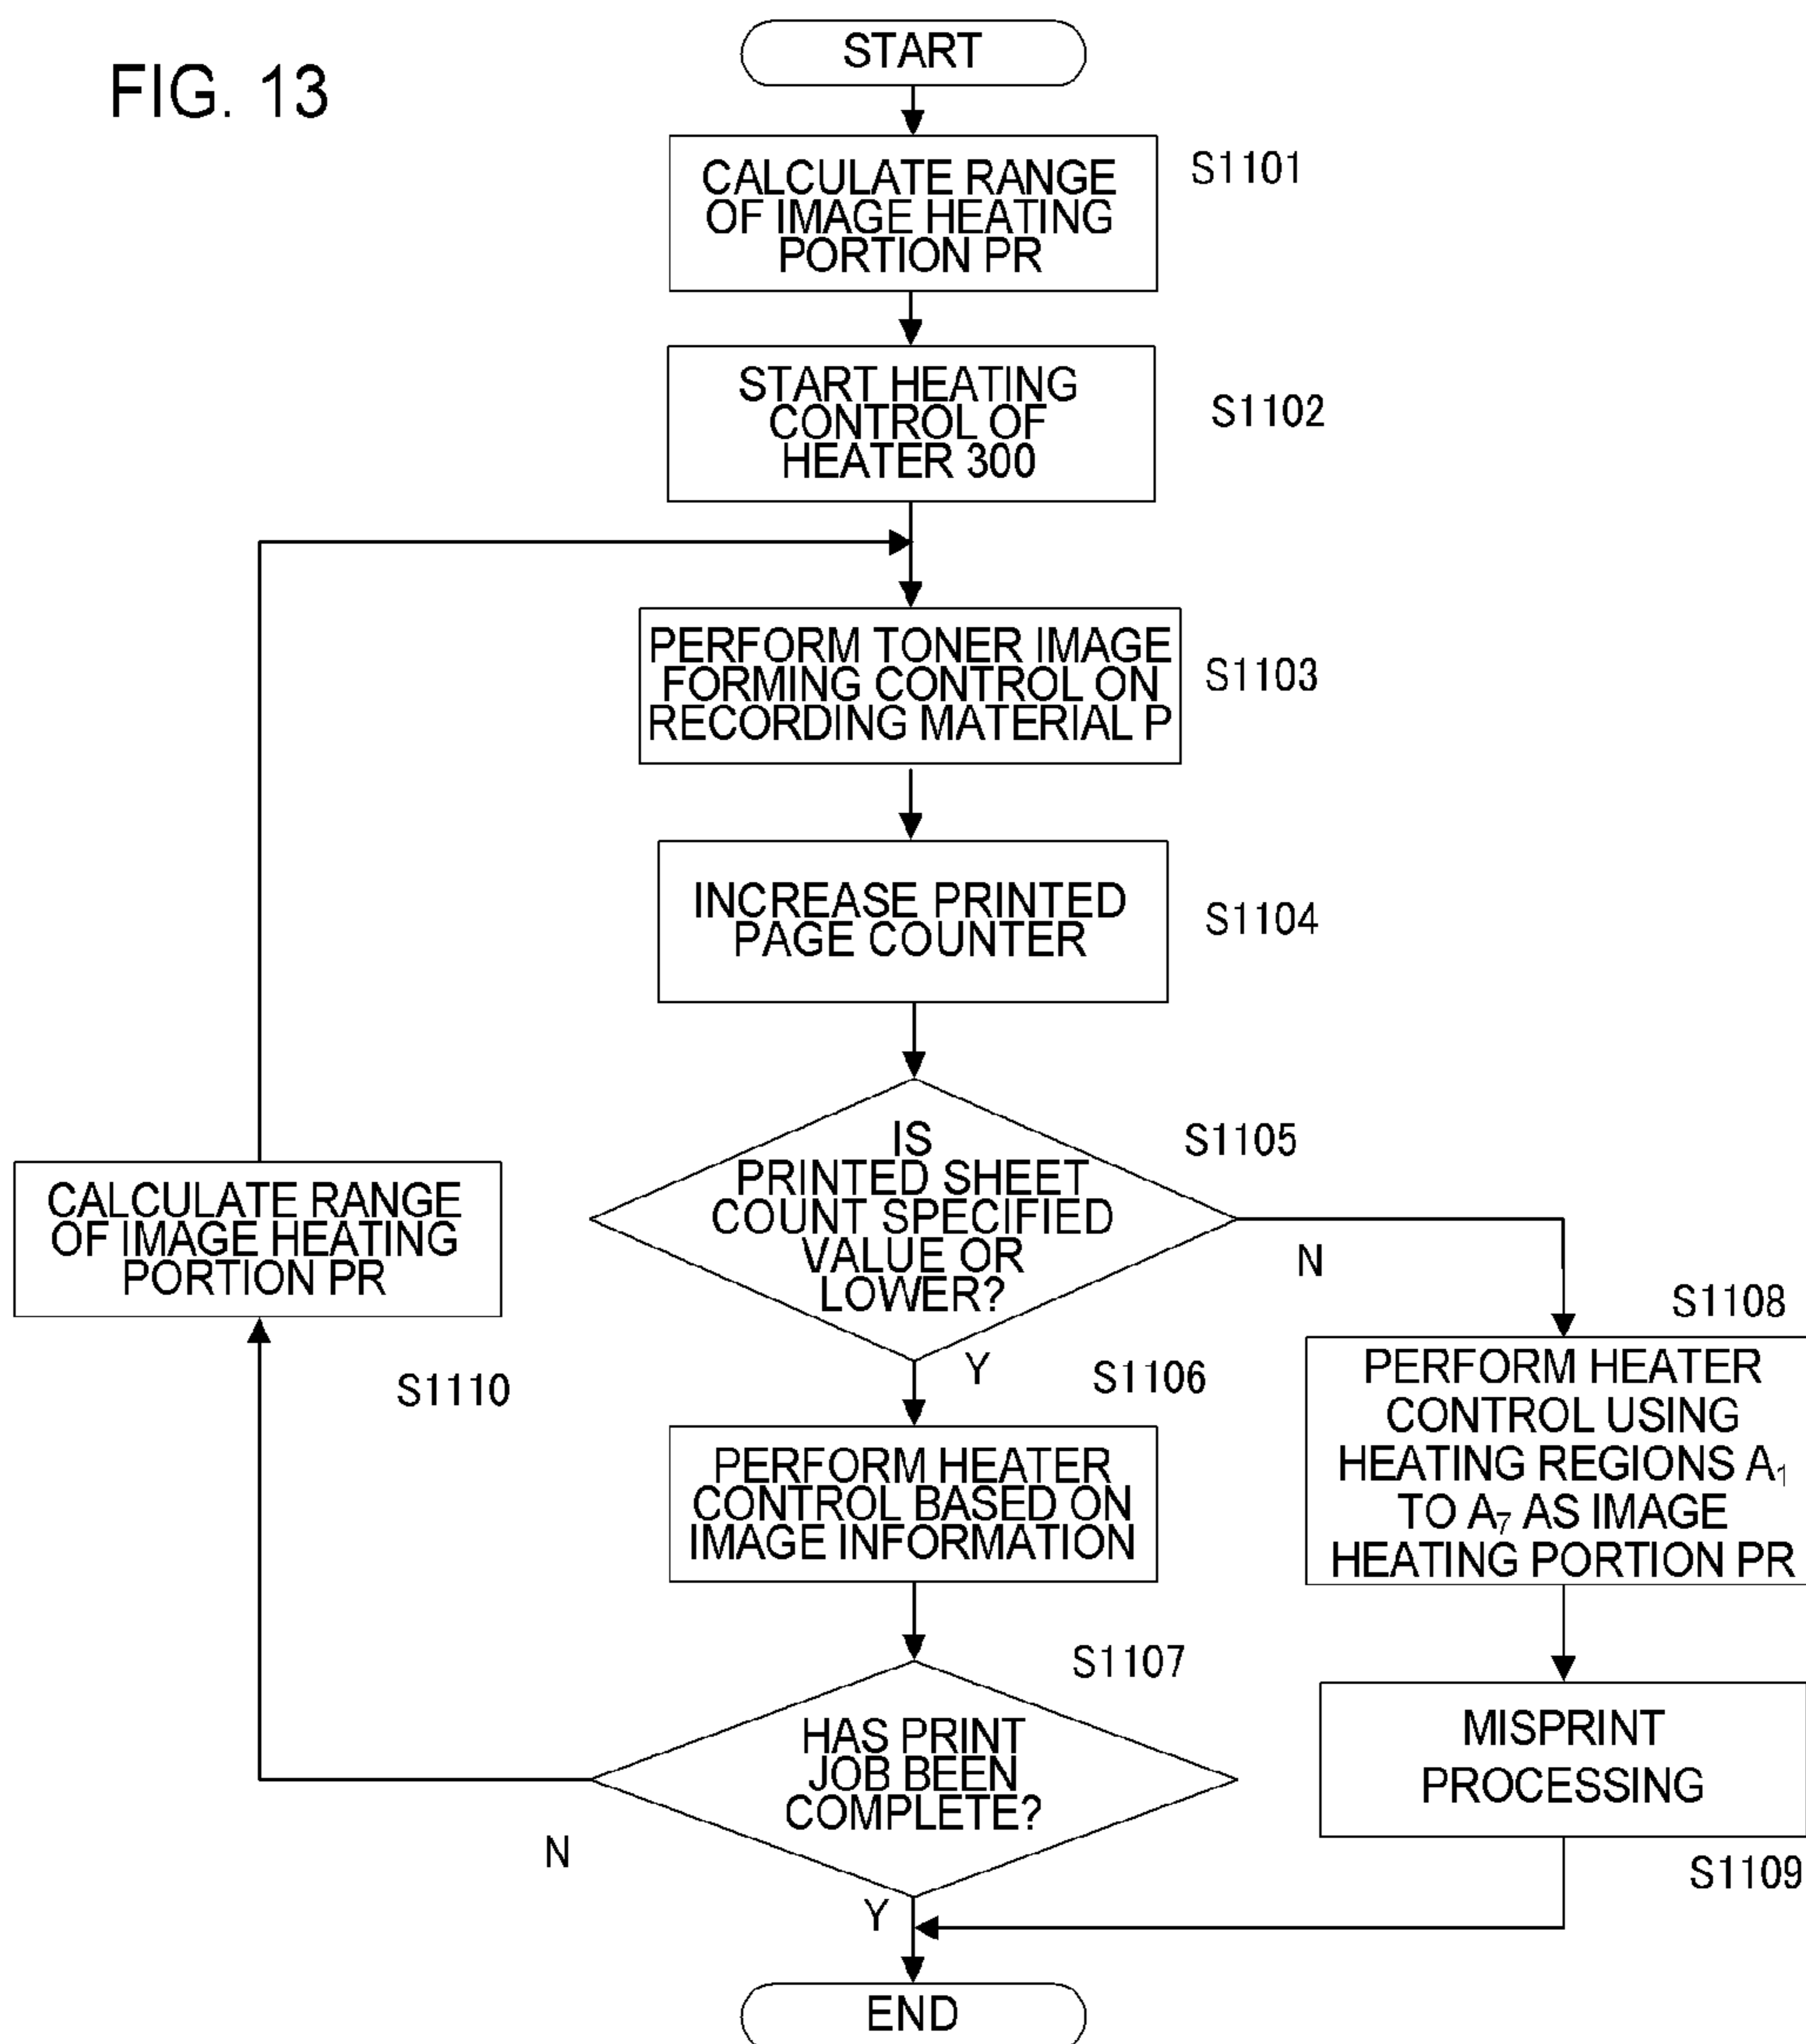 FIG. 13
START
CALCULATE RANGE
OF IMAGE HEATING
PORTION PR
S1101
START HEATING
CONTROL OF
HEATER 300
S1102
PERFORM TONER IMAGE
FORMING CONTROL ON
RECORDING MATERIAL P
S1103
INCREASE PRINTED
PAGE COUNTER
S1104
IS
PRINTED SHEET
COUNT SPECIFIED
VALUE OR
LOWER?
S1105
N
Y
CALCULATE RANGE
OF IMAGE HEATING
PORTION PR
S1110
S1106
PERFORM HEATER
CONTROL BASED ON
IMAGE INFORMATION
S1108
PERFORM HEATER
CONTROL USING
HEATING REGIONS A₁
TO A₇ AS IMAGE
HEATING PORTION PR
S1107
HAS PRINT
JOB BEEN
COMPLETE?
N
Y
MISPRINT
PROCESSING
S1109
END